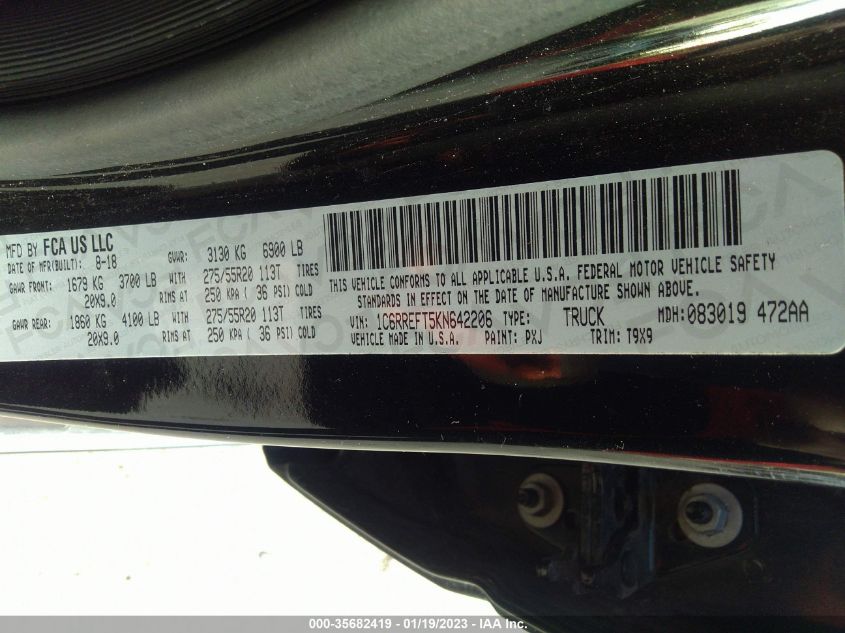 MFD BY FCA US LLC
DATE OF MFR(BUILT): 8-18 GVWR: 3130 KG 6900 LB
GAWR FRONT: 1679 KG 3700 LB WITH 275/55R20 113T TIRES
20X9.0 RIMS AT 250 KPA ( 36 PSI) COLD
GAWR REAR: 1860 KG 4100 LB WITH 275/55R20 113T TIRES
20X9.0 RIMS AT 250 KPA ( 36 PSI) COLD
THIS VEHICLE CONFORMS TO ALL APPLICABLE U.S.A. FEDERAL MOTOR VEHICLE SAFETY
STANDARDS IN EFFECT ON THE DATE OF MANUFACTURE SHOWN ABOVE.
VIN: 1C6RREFT5KN642206 TYPE: TRUCK MDH: 083019 472AA
VEHICLE MADE IN U.S.A. PAINT: PXJ TRIM: T9X9
000-35682419 - 01/19/2023 - IAA Inc.